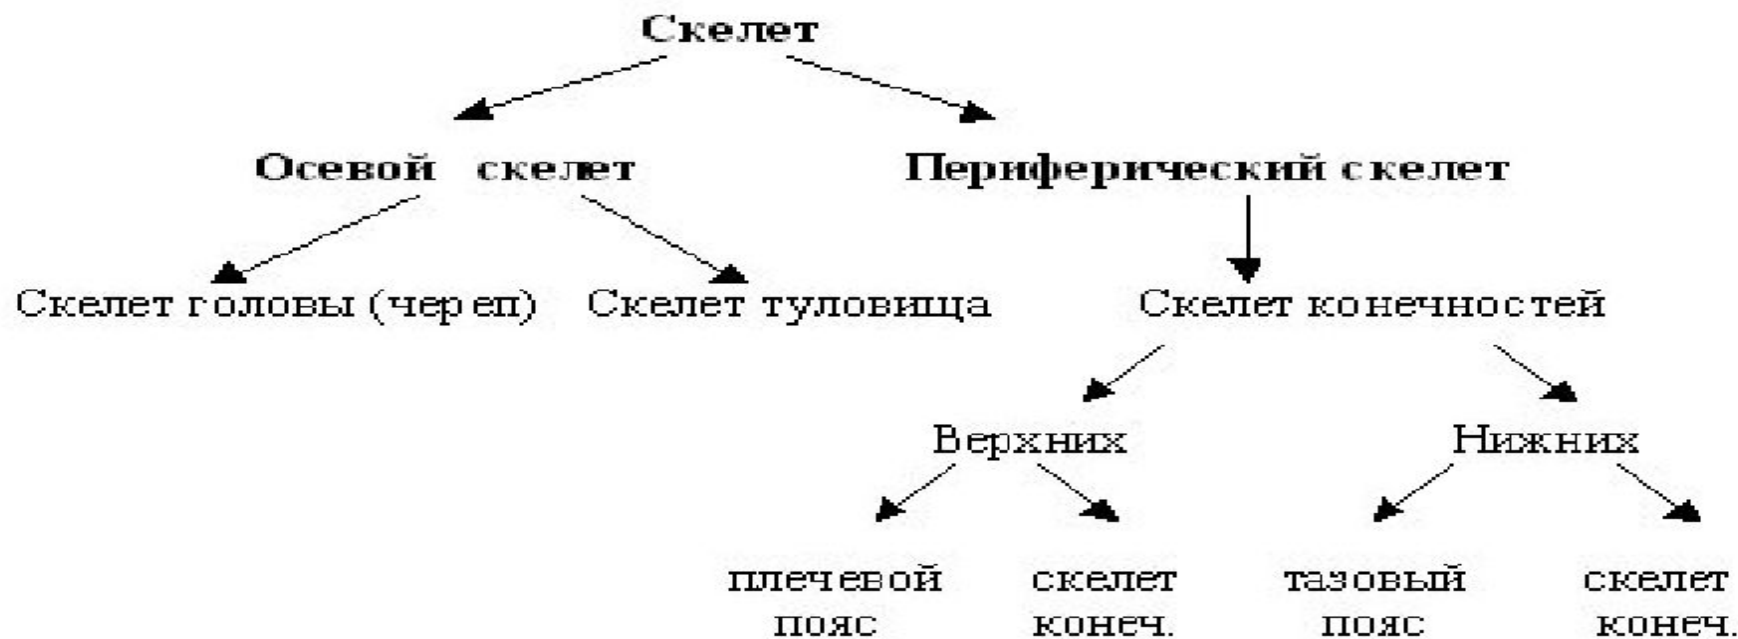 Скелет
Осевой скелет
Периферический скелет
Скелет головы (череп)
Скелет туловища
Скелет конечностей
Верхних
Нижних
плечевой
пояс
скелет
конеч.
тазовый
пояс
скелет
конеч.